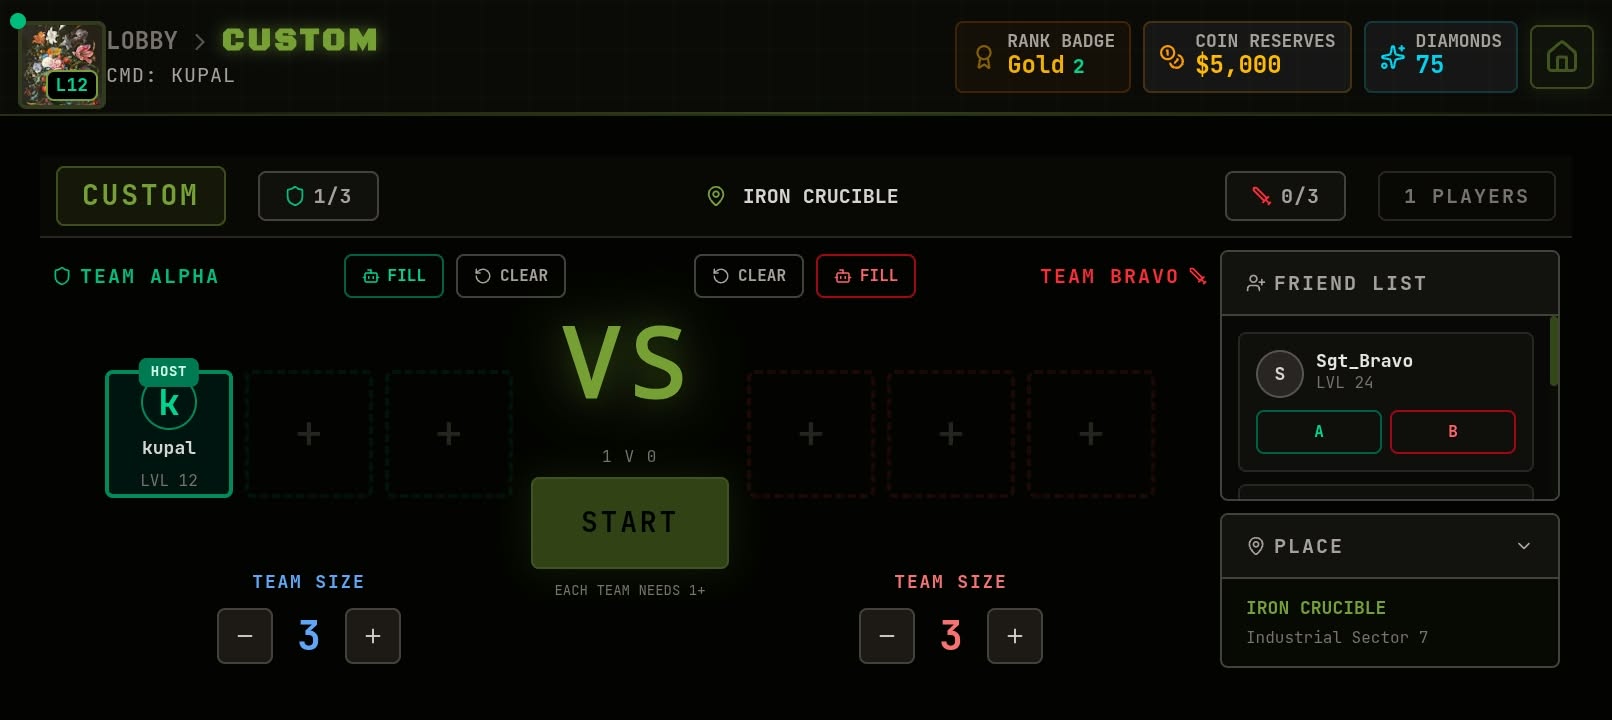 LOBBY > CUSTOM
CMD: KUPAL
L12
RANK BADGE
Gold 2
COIN RESERVES
$5,000
DIAMONDS
75
CUSTOM
1/3
IRON CRUCIBLE
0/3
1 PLAYERS
TEAM ALPHA
FILL
CLEAR
CLEAR
FILL
TEAM BRAVO
HOST
k
kupal
LVL 12
+
+
VS
1 V 0
START
EACH TEAM NEEDS 1+
+
+
+
TEAM SIZE
− 3 +
TEAM SIZE
− 3 +
FRIEND LIST
S
Sgt_Bravo
LVL 24
A
B
PLACE
IRON CRUCIBLE
Industrial Sector 7